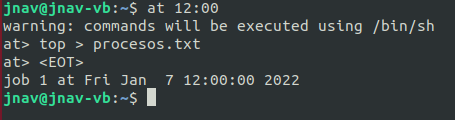 jnav@jnav-vb:~$ at 12:00
warning: commands will be executed using /bin/sh
at> top > procesos.txt
at> <EOT>
job 1 at Fri Jan  7 12:00:00 2022
jnav@jnav-vb:~$